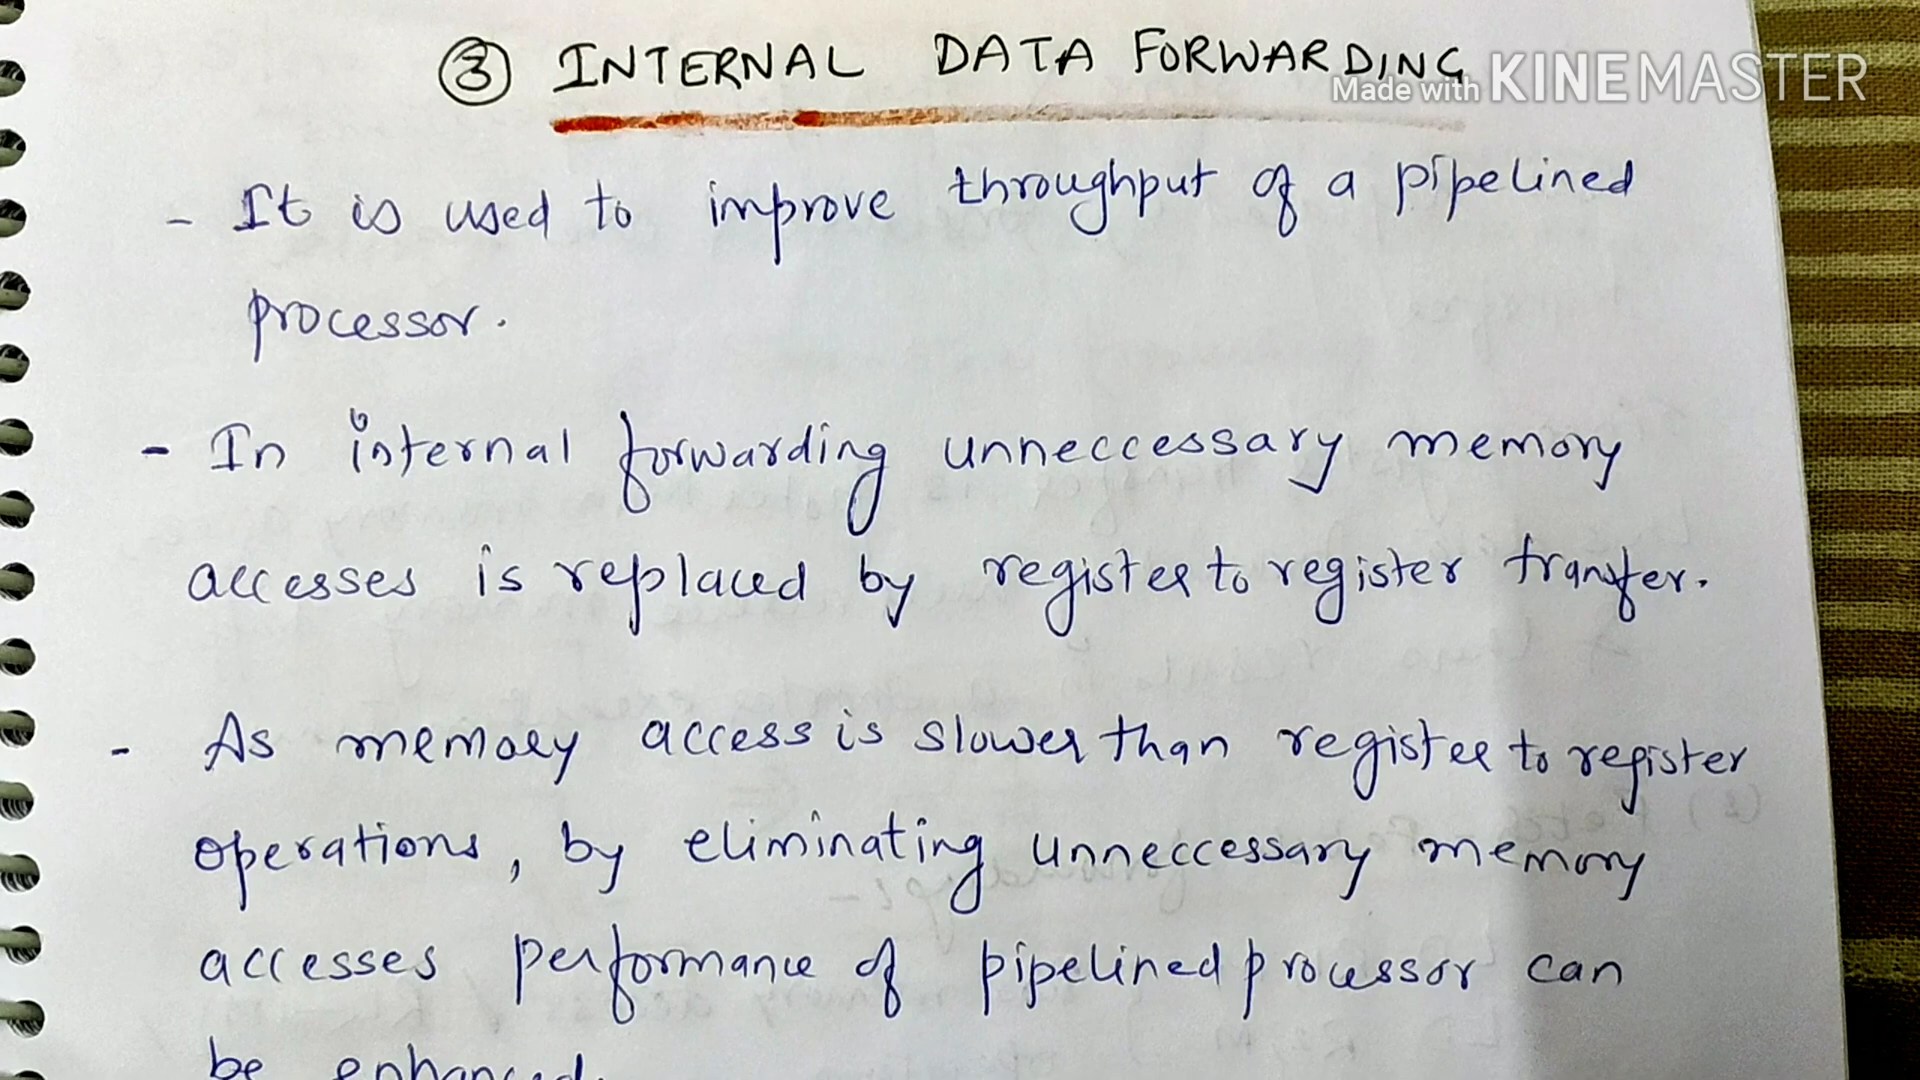 ③ INTERNAL DATA FORWARDING
Made with KINEMASTER
- It is used to improve throughput of a pipelined
processor.
- In internal forwarding unneccessary memory
accesses is replaced by register to register transfer.
- As memory access is slower than register to register
operations, by eliminating unneccessary memory
accesses performance of pipelined processor can
be enhanced.